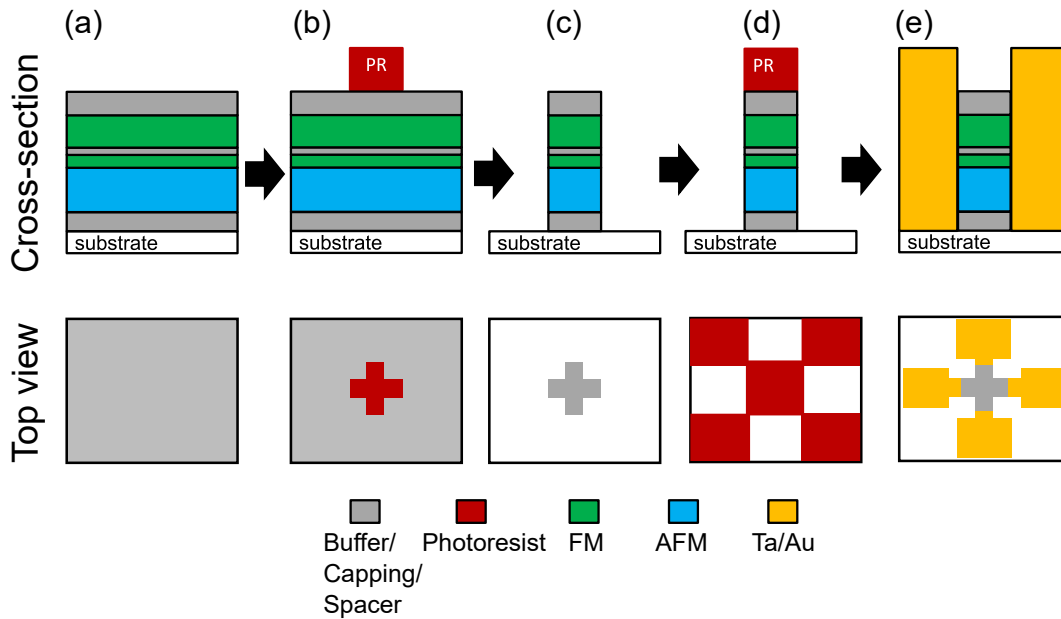 (a)
(b)
(c)
(d)
(e)
Cross-section
PR
PR
substrate
substrate
substrate
substrate
substrate
Top view
Buffer/
Capping/
Spacer
Photoresist
FM
AFM
Ta/Au